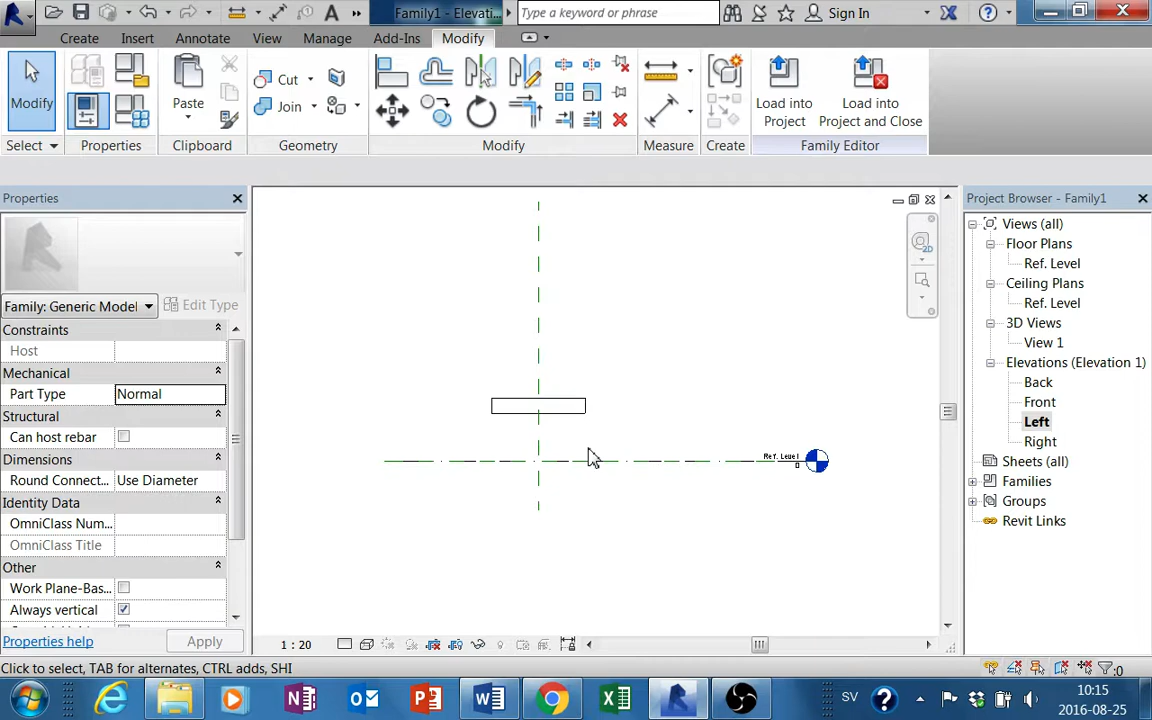 Family1 - Elevati...
Type a keyword or phrase
Sign In
Create
Insert
Annotate
View
Manage
Add-Ins
Modify
Modify
Paste
Cut
Join
Load into
Project
Load into
Project and Close
Select
Properties
Clipboard
Geometry
Modify
Measure
Create
Family Editor
Properties
Family: Generic Model
Edit Type
Constraints
Host
Mechanical
Part Type
Normal
Structural
Can host rebar
Dimensions
Round Connect...
Use Diameter
Identity Data
OmniClass Num...
OmniClass Title
Other
Work Plane-Bas...
Always vertical
Properties help
Apply
2D
Ref. Level
0
1 : 20
Project Browser - Family1
Views (all)
Floor Plans
Ref. Level
Ceiling Plans
Ref. Level
3D Views
View 1
Elevations (Elevation 1)
Back
Front
Left
Right
Sheets (all)
Families
Groups
Revit Links
Click to select, TAB for alternates, CTRL adds, SHI
:0
SV
10:15
2016-08-25